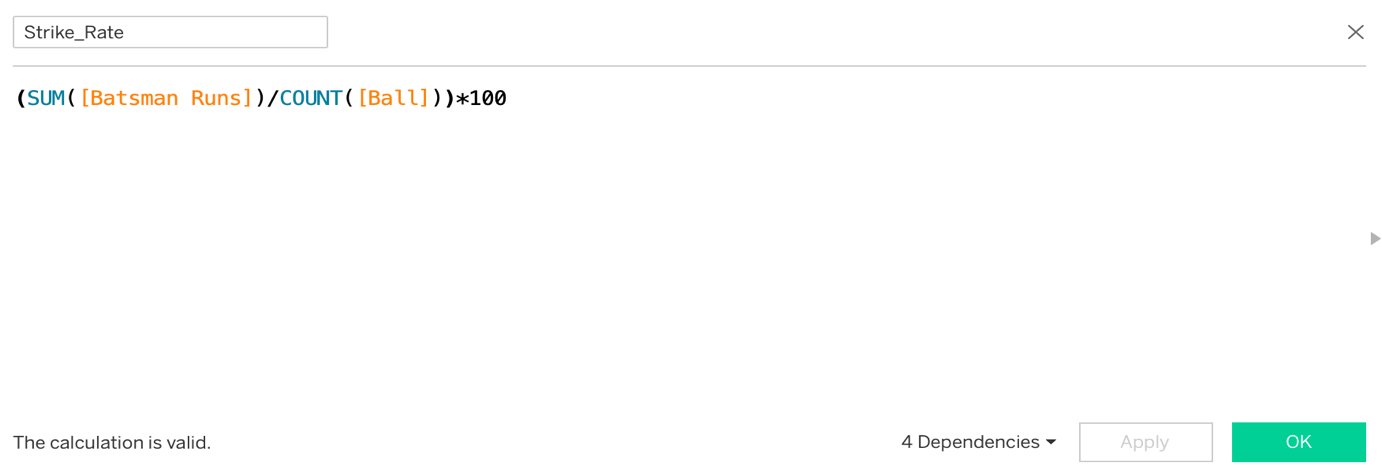 Strike_Rate
(SUM([Batsman Runs])/COUNT([Ball]))*100
The calculation is valid.
4 Dependencies
Apply
OK